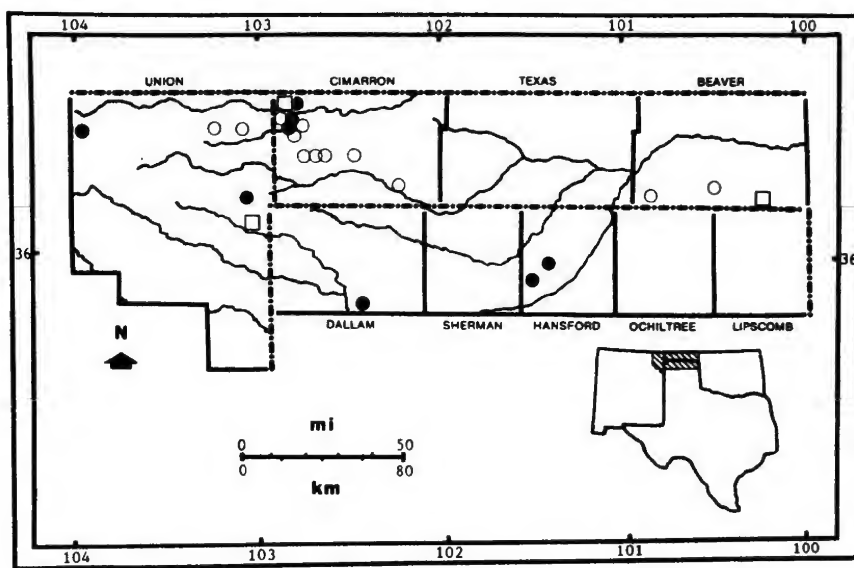 104 103 102 101 100
UNION CIMARRON TEXAS BEAVER
36 36
DALLAM SHERMAN HANSFORD OCHILTREE LIPSCOMB
N
mi
0 50
0 80
km
104 103 102 101 100